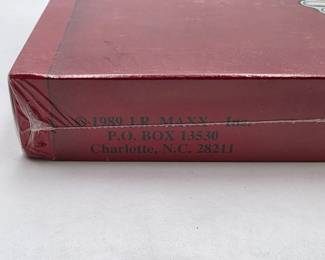 © 1989 J.R. MAXX Inc.
P.O. BOX 13530
Charlotte, N.C. 28211